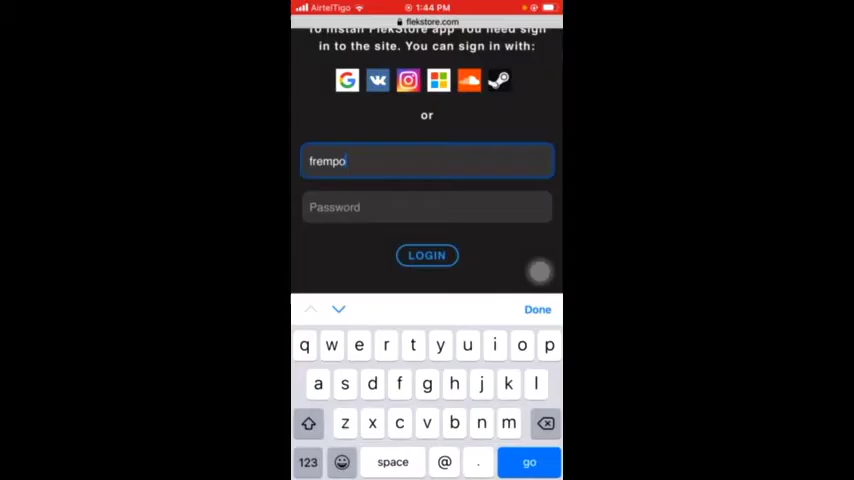 AirtelTigo 1:44 PM
flekstore.com
To install FlekStore app You need sign
in to the site. You can sign in with:
or
frempo
Password
LOGIN
Done
q w e r t y u i o p
a s d f g h j k l
z x c v b n m
123 space @ . go